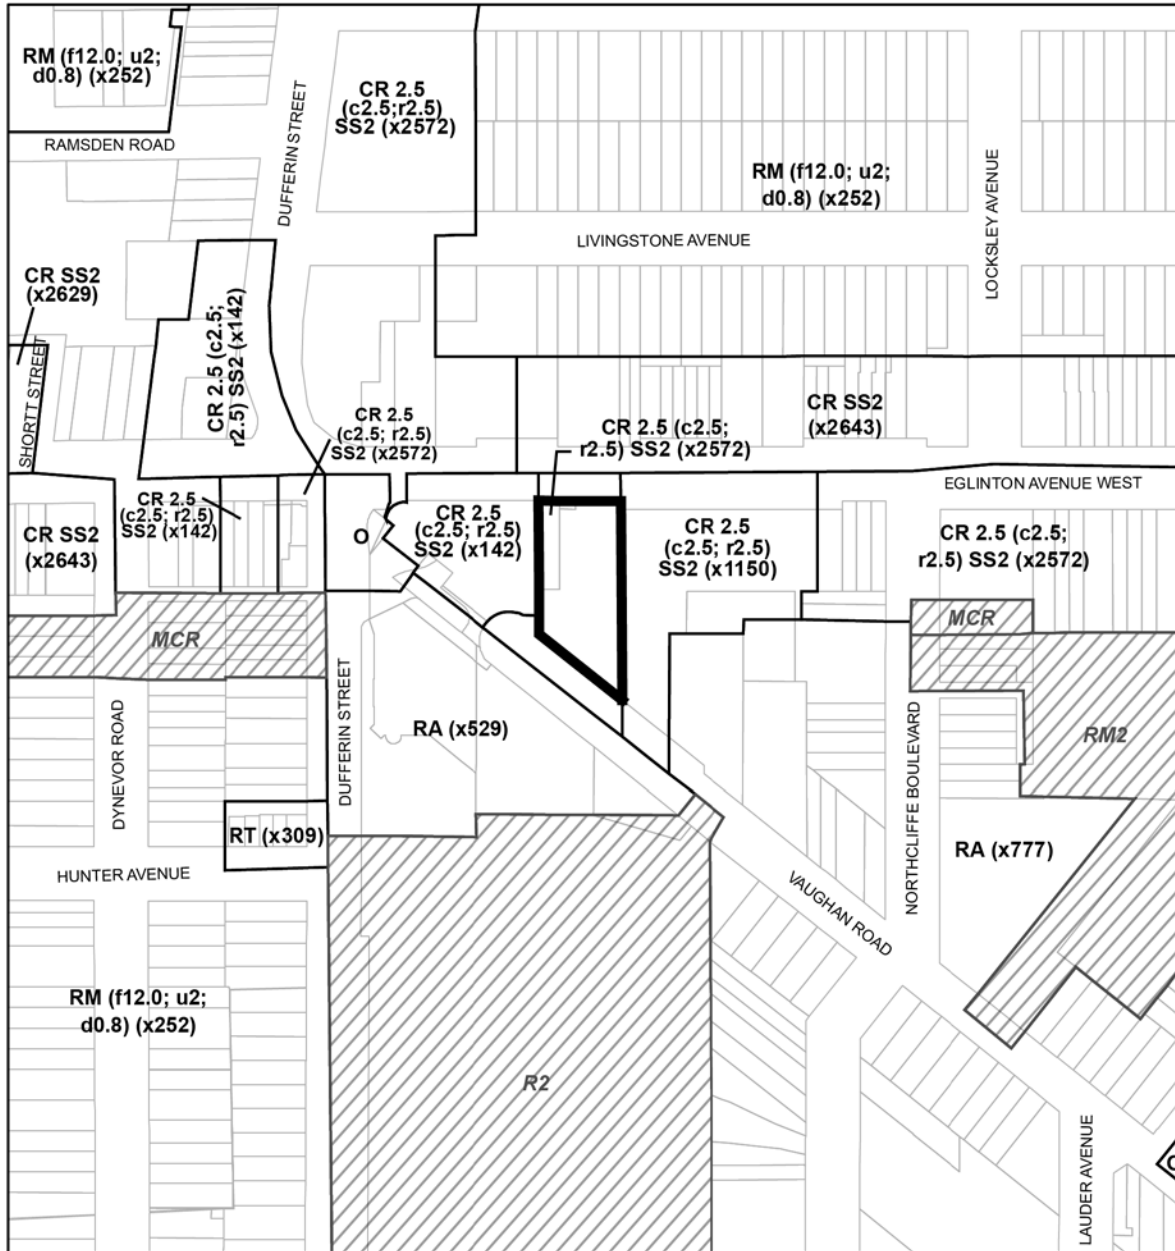 RM (f12.0; u2;
d0.8) (x252)
CR 2.5
(c2.5;r2.5)
SS2 (x2572)
DUFFERIN STREET
RAMSDEN ROAD
RM (f12.0; u2;
d0.8) (x252)
LOCKSLEY AVENUE
LIVINGSTONE AVENUE
CR SS2
(x2629)
CR 2.5 (c2.5;
r2.5) SS2 (x142)
SHORTT STREET
CR 2.5
(c2.5; r2.5)
SS2 (x2572)
CR 2.5 (c2.5;
r2.5) SS2 (x2572)
CR SS2
(x2643)
EGLINTON AVENUE WEST
CR SS2
(x2643)
CR 2.5
(c2.5; r2.5)
SS2 (x142)
O
CR 2.5
(c2.5; r2.5)
SS2 (x142)
CR 2.5
(c2.5; r2.5)
SS2 (x1150)
CR 2.5 (c2.5;
r2.5) SS2 (x2572)
MCR
MCR
DYNEVOR ROAD
DUFFERIN STREET
RA (x529)
NORTHCLIFFE BOULEVARD
RM2
RT (x309)
HUNTER AVENUE
RA (x777)
VAUGHAN ROAD
RM (f12.0; u2;
d0.8) (x252)
R2
LAUDER AVENUE